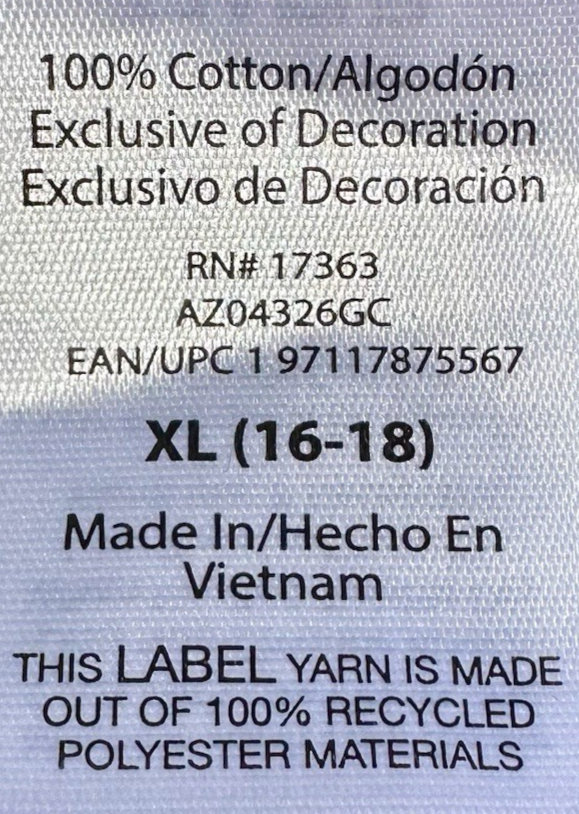 100% Cotton/Algodón
Exclusive of Decoration
Exclusivo de Decoración
RN# 17363
AZ04326GC
EAN/UPC 1 97117875567
XL (16-18)
Made In/Hecho En
Vietnam
THIS LABEL YARN IS MADE
OUT OF 100% RECYCLED
POLYESTER MATERIALS